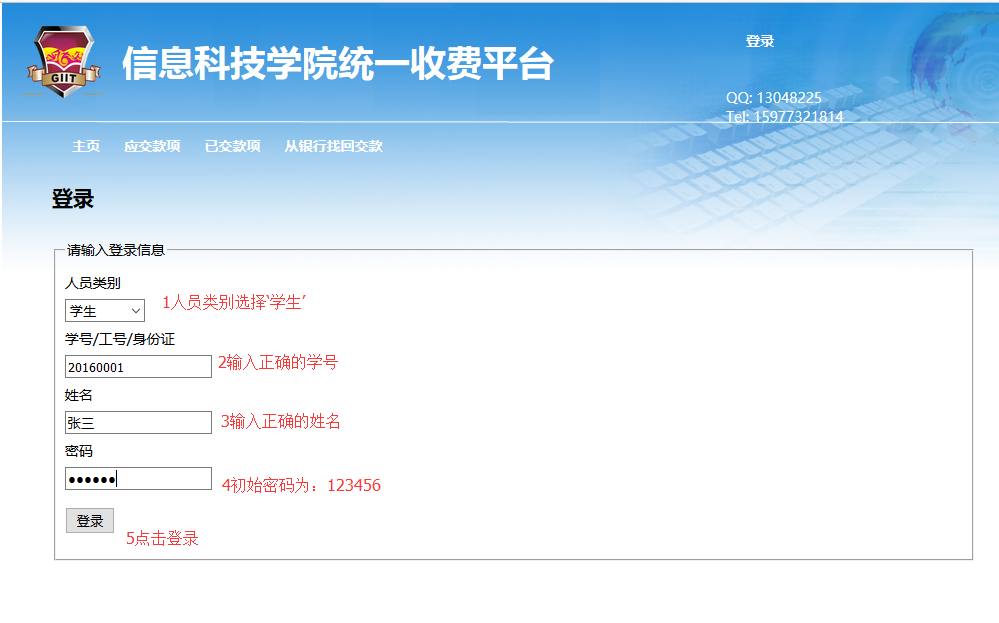 GIIT
信息科技学院统一收费平台
登录
QQ: 13048225
Tel: 15977321814
主页 应交款项 已交款项 从银行找回交款
登录
请输入登录信息
人员类别
学生
1人员类别选择‘学生’
学号/工号/身份证
20160001
2输入正确的学号
姓名
张三
3输入正确的姓名
密码
●●●●●●
4初始密码为：123456
登录
5点击登录